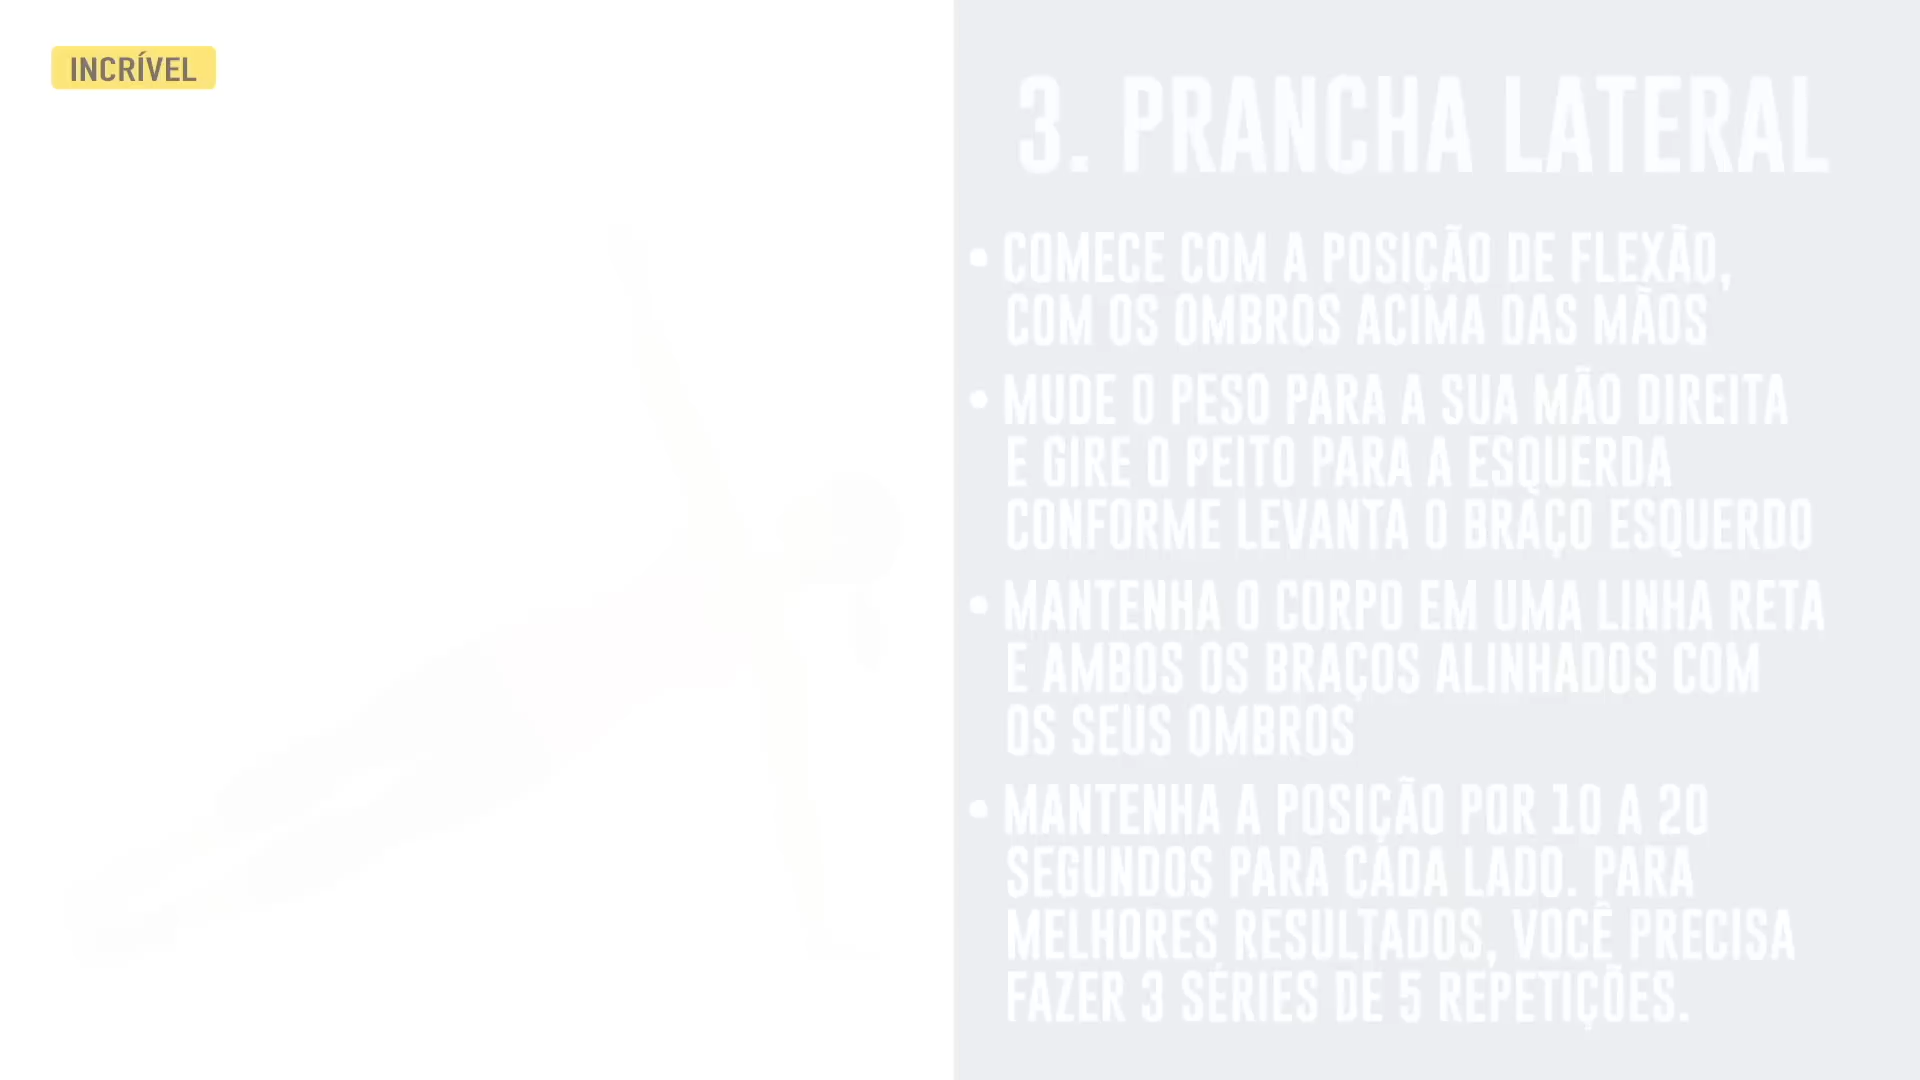 INCRÍVEL
3. PRANCHA LATERAL
• COMECE COM A POSIÇÃO DE FLEXÃO,
COM OS OMBROS ACIMA DAS MÃOS
• MUDE O PESO PARA A SUA MÃO DIREITA
E GIRE O PEITO PARA A ESQUERDA
CONFORME LEVANTA O BRAÇO ESQUERDO
• MANTENHA O CORPO EM UMA LINHA RETA
E AMBOS OS BRAÇOS ALINHADOS COM
OS SEUS OMBROS
• MANTENHA A POSIÇÃO POR 10 A 20
SEGUNDOS PARA CADA LADO. PARA
MELHORES RESULTADOS, VOCÊ PRECISA
FAZER 3 SÉRIES DE 5 REPETIÇÕES.